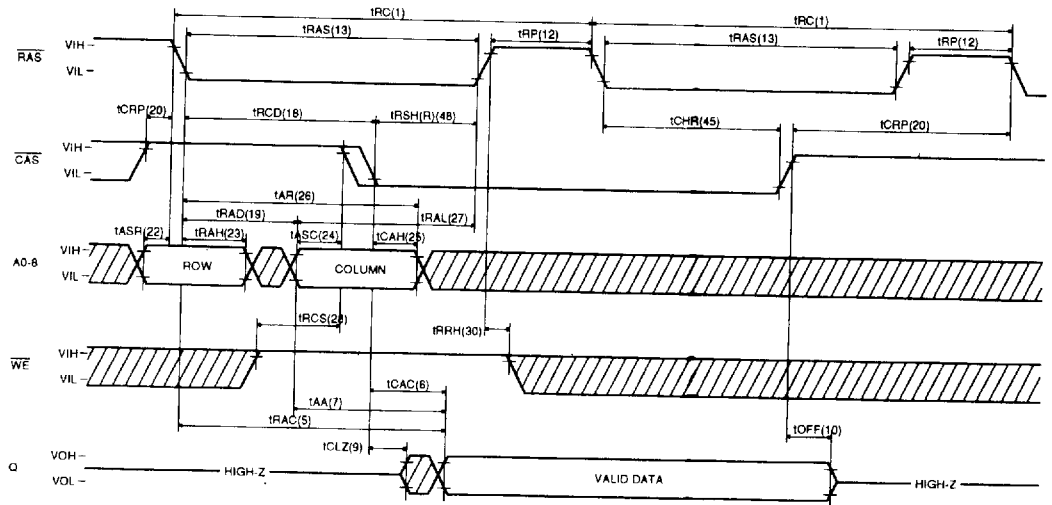 tRC(1) tRC(1)
tRAS(13) tRP(12) tRAS(13) tRP(12)
RAS VIH
VIL
tCRP(20) tRCD(18) tRSH(R)(48) tCHR(45) tCRP(20)
CAS VIH
VIL
tAR(26)
tRAD(19) tRAL(27)
tASR(22) tRAH(23) tASC(24) tCAH(25)
A0-8 VIH
VIL
ROW COLUMN
tRCS(28) tRRH(30)
WE VIH
VIL
tCAC(6)
tAA(7)
tRAC(5) tOFF(10)
tCLZ(9)
Q VOH
VOL
HIGH-Z VALID DATA HIGH-Z